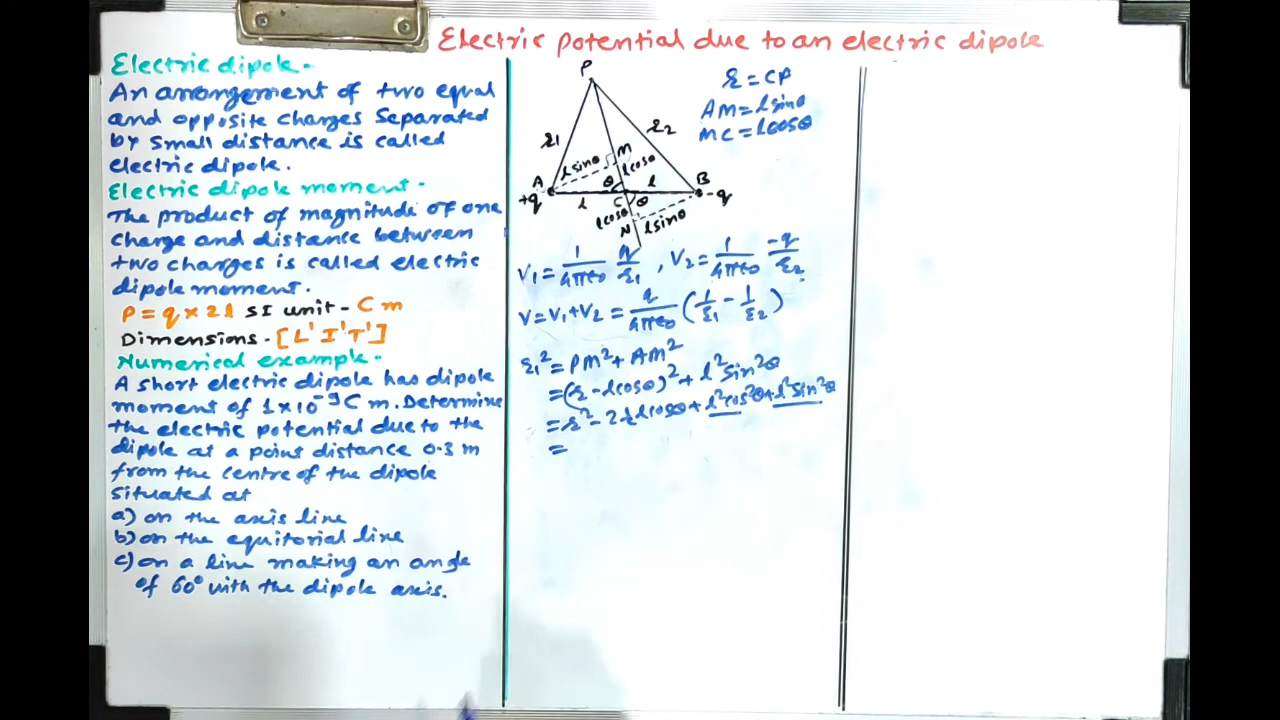 Electric potential due to an electric dipole
Electric dipole-
An arrangement of two equal
and opposite charges separated
by small distance is called
electric dipole.
Electric dipole moment-
The product of magnitude of one
charge and distance between
two charges is called electric
dipole moment.
P = q × 2l SI unit - C m
Dimensions - [L¹ I¹ T¹]
Numerical example-
A short electric dipole has dipole
moment of 1×10⁻⁹ C m. Determine
the electric potential due to the
dipole at a point distance 0.3 m
from the centre of the dipole
situated at
a) on the axis line
b) on the equitorial line
c) on a line making an angle
of 60° with the dipole axis.
P
r = CP
AM = l sinθ
MC = l cosθ
r₁
r₂
M
l sinθ
l cosθ
A
θ
l
B
+q
-q
l
C
θ
l cosθ
N
l sinθ
V₁ = 1/4πε₀ q/r₁ , V₂ = 1/4πε₀ -q/r₂
V = V₁ + V₂ = q/4πε₀ (1/r₁ - 1/r₂)
r₁² = PM² + AM²
= (r - l cosθ)² + l² sin²θ
= r² - 2rl cosθ + l² cos²θ + l² sin²θ
=